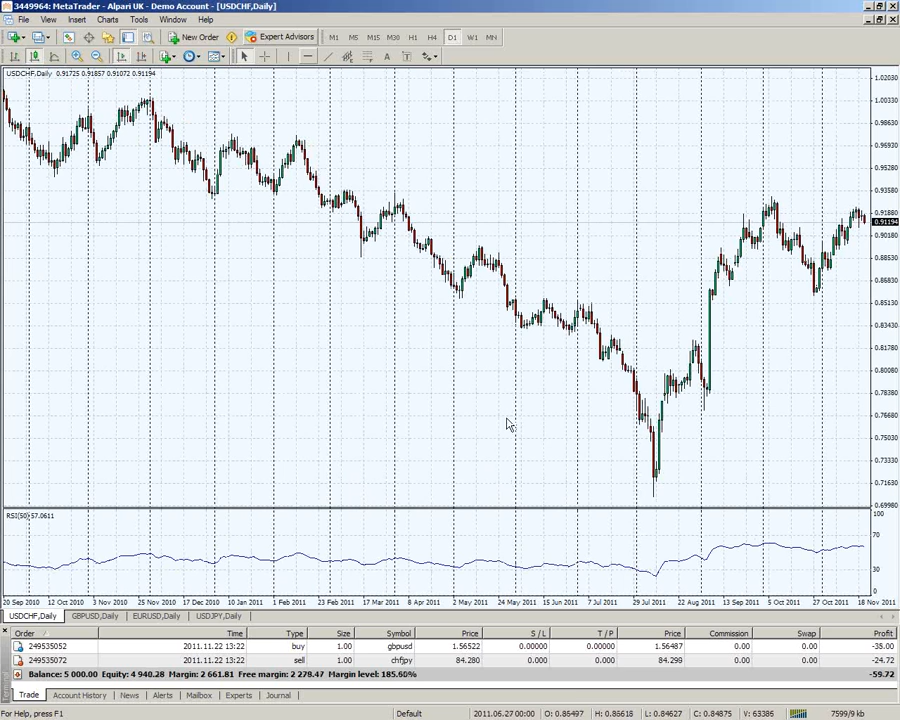 3449964: MetaTrader - Alpari UK - Demo Account - [USDCHF,Daily]
File View Insert Charts Tools Window Help
New Order Expert Advisors M1 M5 M15 M30 H1 H4 D1 W1 MN
A T
USDCHF,Daily 0.91725 0.91857 0.91072 0.91194
1.02030
1.00330
0.98630
0.96930
0.95280
0.93580
0.91880
0.91194
0.90180
0.88530
0.86830
0.85130
0.83430
0.81780
0.80080
0.78380
0.76680
0.75030
0.73330
0.71630
0.69980
RSI(50) 57.0611
100
70
30
0
20 Sep 2010 12 Oct 2010 3 Nov 2010 25 Nov 2010 17 Dec 2010 10 Jan 2011 1 Feb 2011 23 Feb 2011 17 Mar 2011 8 Apr 2011 2 May 2011 24 May 2011 15 Jun 2011 7 Jul 2011 29 Jul 2011 22 Aug 2011 13 Sep 2011 5 Oct 2011 27 Oct 2011 18 Nov 2011
USDCHF,Daily GBPUSD,Daily EURUSD,Daily USDJPY,Daily
Order Time Type Size Symbol Price S / L T / P Price Commission Swap Profit
249535052 2011.11.22 13:22 buy 1.00 gbpusd 1.56522 0.00000 0.00000 1.56487 0.00 0.00 -35.00
249535072 2011.11.22 13:22 sell 1.00 chfjpy 84.280 0.000 0.000 84.299 0.00 0.00 -24.72
Balance: 5 000.00 Equity: 4 940.28 Margin: 2 661.81 Free margin: 2 278.47 Margin level: 185.60% -59.72
Trade Account History News Alerts Mailbox Experts Journal
For Help, press F1 Default 2011.06.27 00:00 O: 0.86497 H: 0.86618 L: 0.84627 C: 0.84875 V: 63386 7599/9 kb